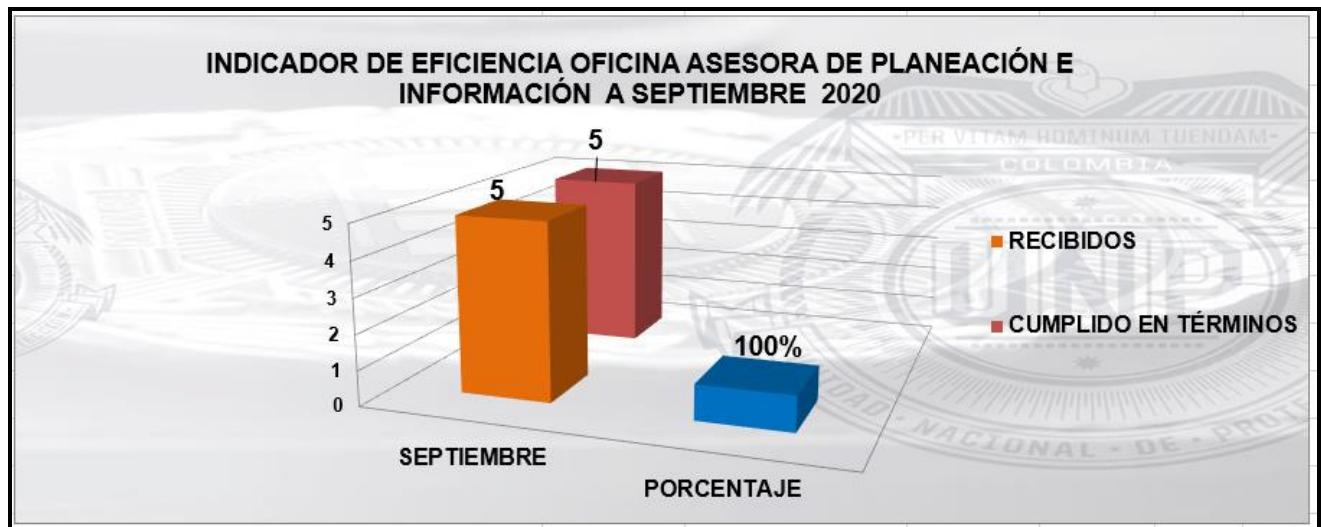 INDICADOR DE EFICIENCIA OFICINA ASESORA DE PLANEACIÓN E
INFORMACIÓN A SEPTIEMBRE 2020
-PER VITAM HOMINUM TUENDAM-
COLOMBIA
UNP
NACIONAL - DE -
5
5
5
4
3
2
1
0
100%
SEPTIEMBRE
PORCENTAJE
RECIBIDOS
CUMPLIDO EN TÉRMINOS